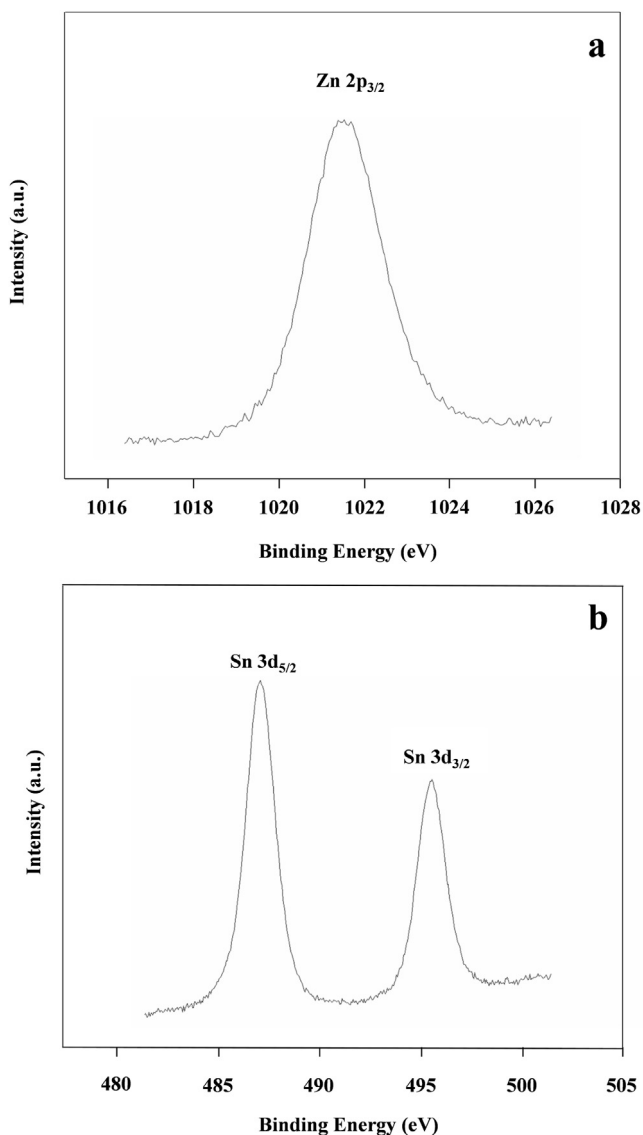 a
Zn 2p3/2
Intensity (a.u.)
1016 1018 1020 1022 1024 1026 1028
Binding Energy (eV)
b
Sn 3d5/2
Sn 3d3/2
Intensity (a.u.)
480 485 490 495 500 505
Binding Energy (eV)